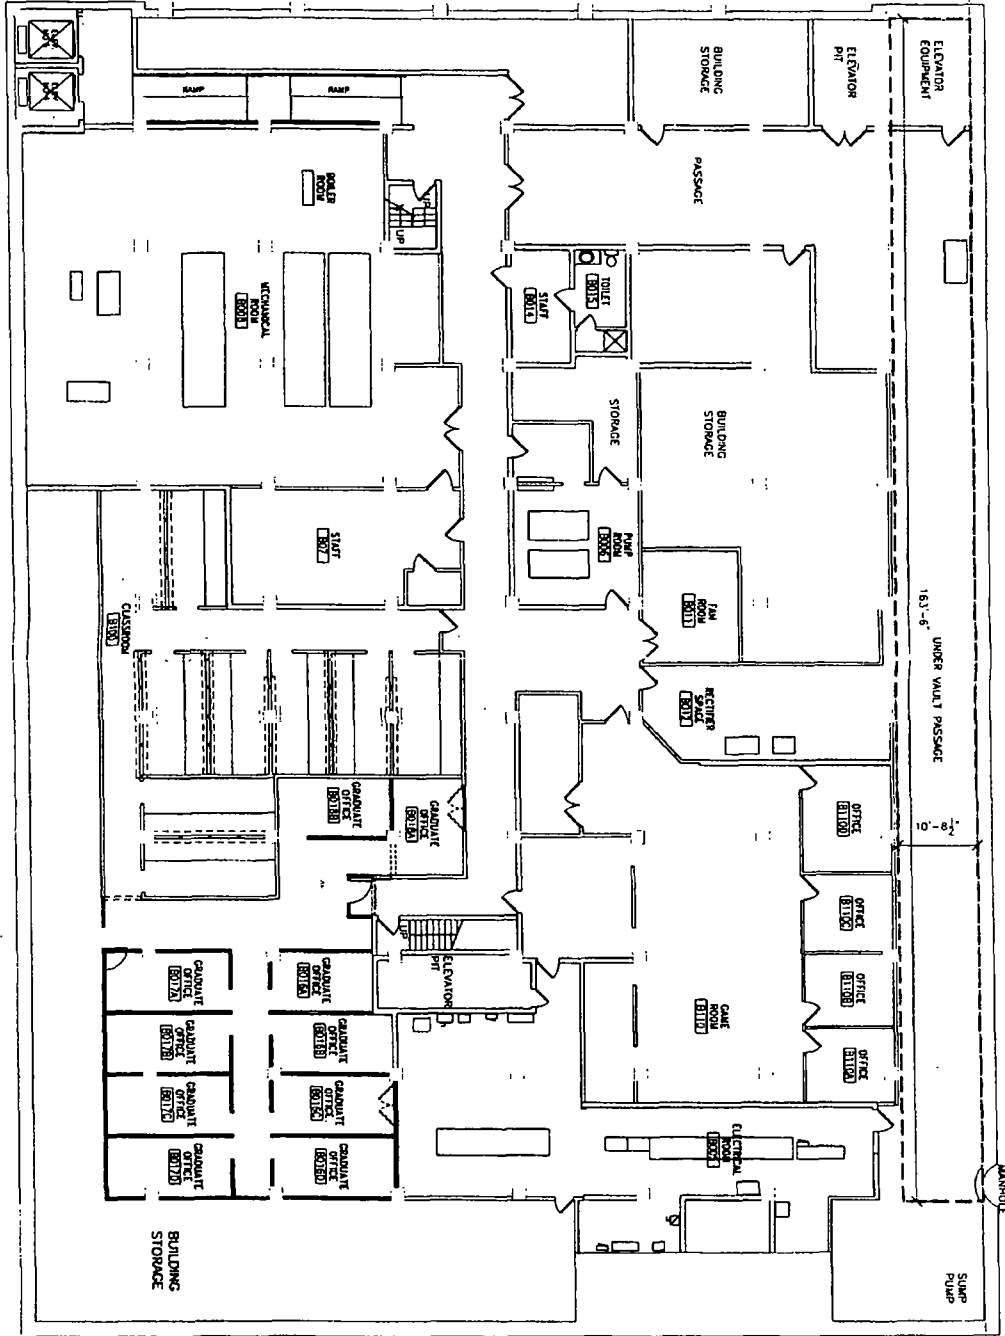 BUILDING
STORAGE
ELEVATOR
PIT
ELEVATOR
EQUIPMENT
RAMP
RAMP
PASSAGE
BOILER
ROOM
UP
UP
MECHANICAL
ROOM
B008
STAFF
B014
TOILET
B015
STORAGE
BUILDING
STORAGE
PUMP
ROOM
B006
STAFF
B07
FAN
ROOM
B011
CLASSROOM
B100
RECTIFIER
SPACE
B012
163'-6" UNDER VAULT PASSAGE
10'-8½"
GRADUATE
OFFICE
B018B
GRADUATE
OFFICE
B018A
OFFICE
B110D
OFFICE
B110C
OFFICE
B110B
OFFICE
B110A
UP
ELEVATOR
PIT
GAME
ROOM
B110
GRADUATE
OFFICE
B017A
GRADUATE
OFFICE
B016A
GRADUATE
OFFICE
B017B
GRADUATE
OFFICE
B016B
GRADUATE
OFFICE
B017C
GRADUATE
OFFICE
B016C
GRADUATE
OFFICE
B017D
GRADUATE
OFFICE
B016D
ELECTRICAL
ROOM
MANHOLE
BUILDING
STORAGE
SUMP
PUMP